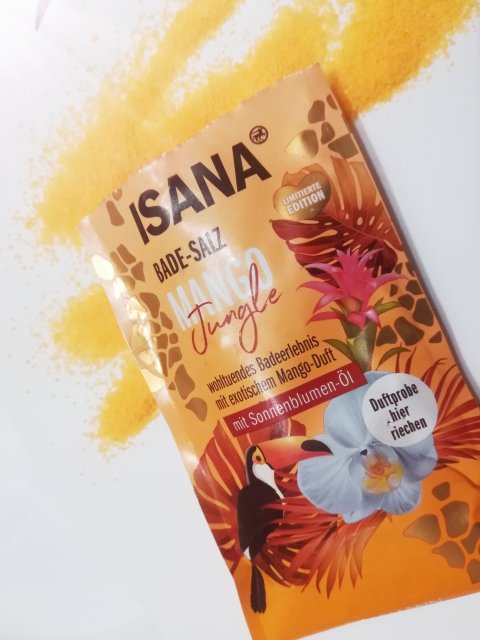 ISANA
LIMITIERTE
EDITION
BADE-SALZ
MANGO
Jungle
Wohltuendes Badeerlebnis
mit exotischem Mango-Duft
mit Sonnenblumen-Öl
Duftprobe
hier
riechen